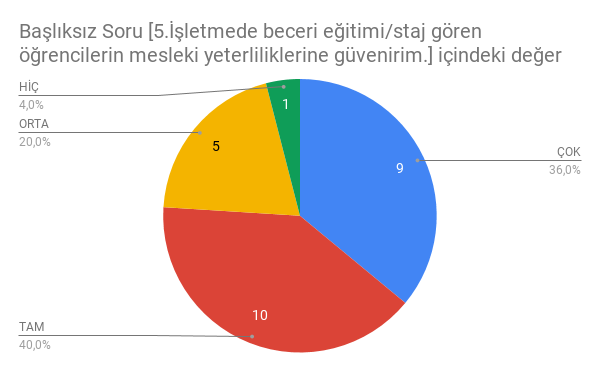 Başlıksız Soru [5.İşletmede beceri eğitimi/staj gören
öğrencilerin mesleki yeterliliklerine güvenirim.] içindeki değer
HİÇ
4,0%
ORTA
20,0%
1
5
9
ÇOK
36,0%
10
TAM
40,0%